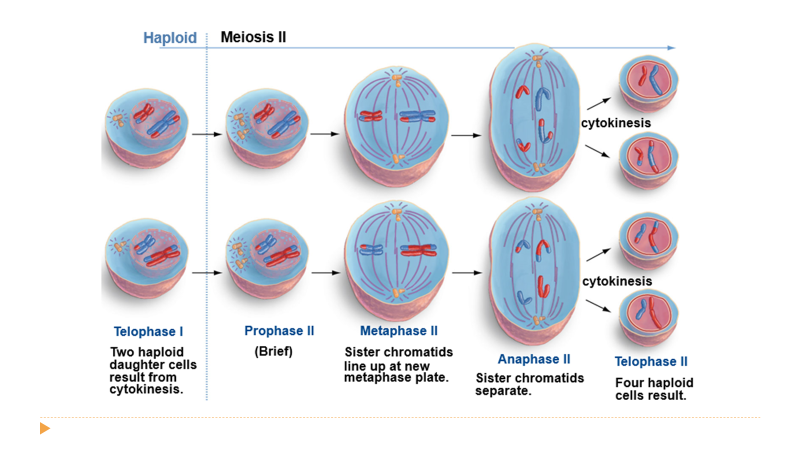 Haploid
Meiosis II
cytokinesis
cytokinesis
Telophase I
Two haploid
daughter cells
result from
cytokinesis.
Prophase II
(Brief)
Metaphase II
Sister chromatids
line up at new
metaphase plate.
Anaphase II
Sister chromatids
separate.
Telophase II
Four haploid
cells result.